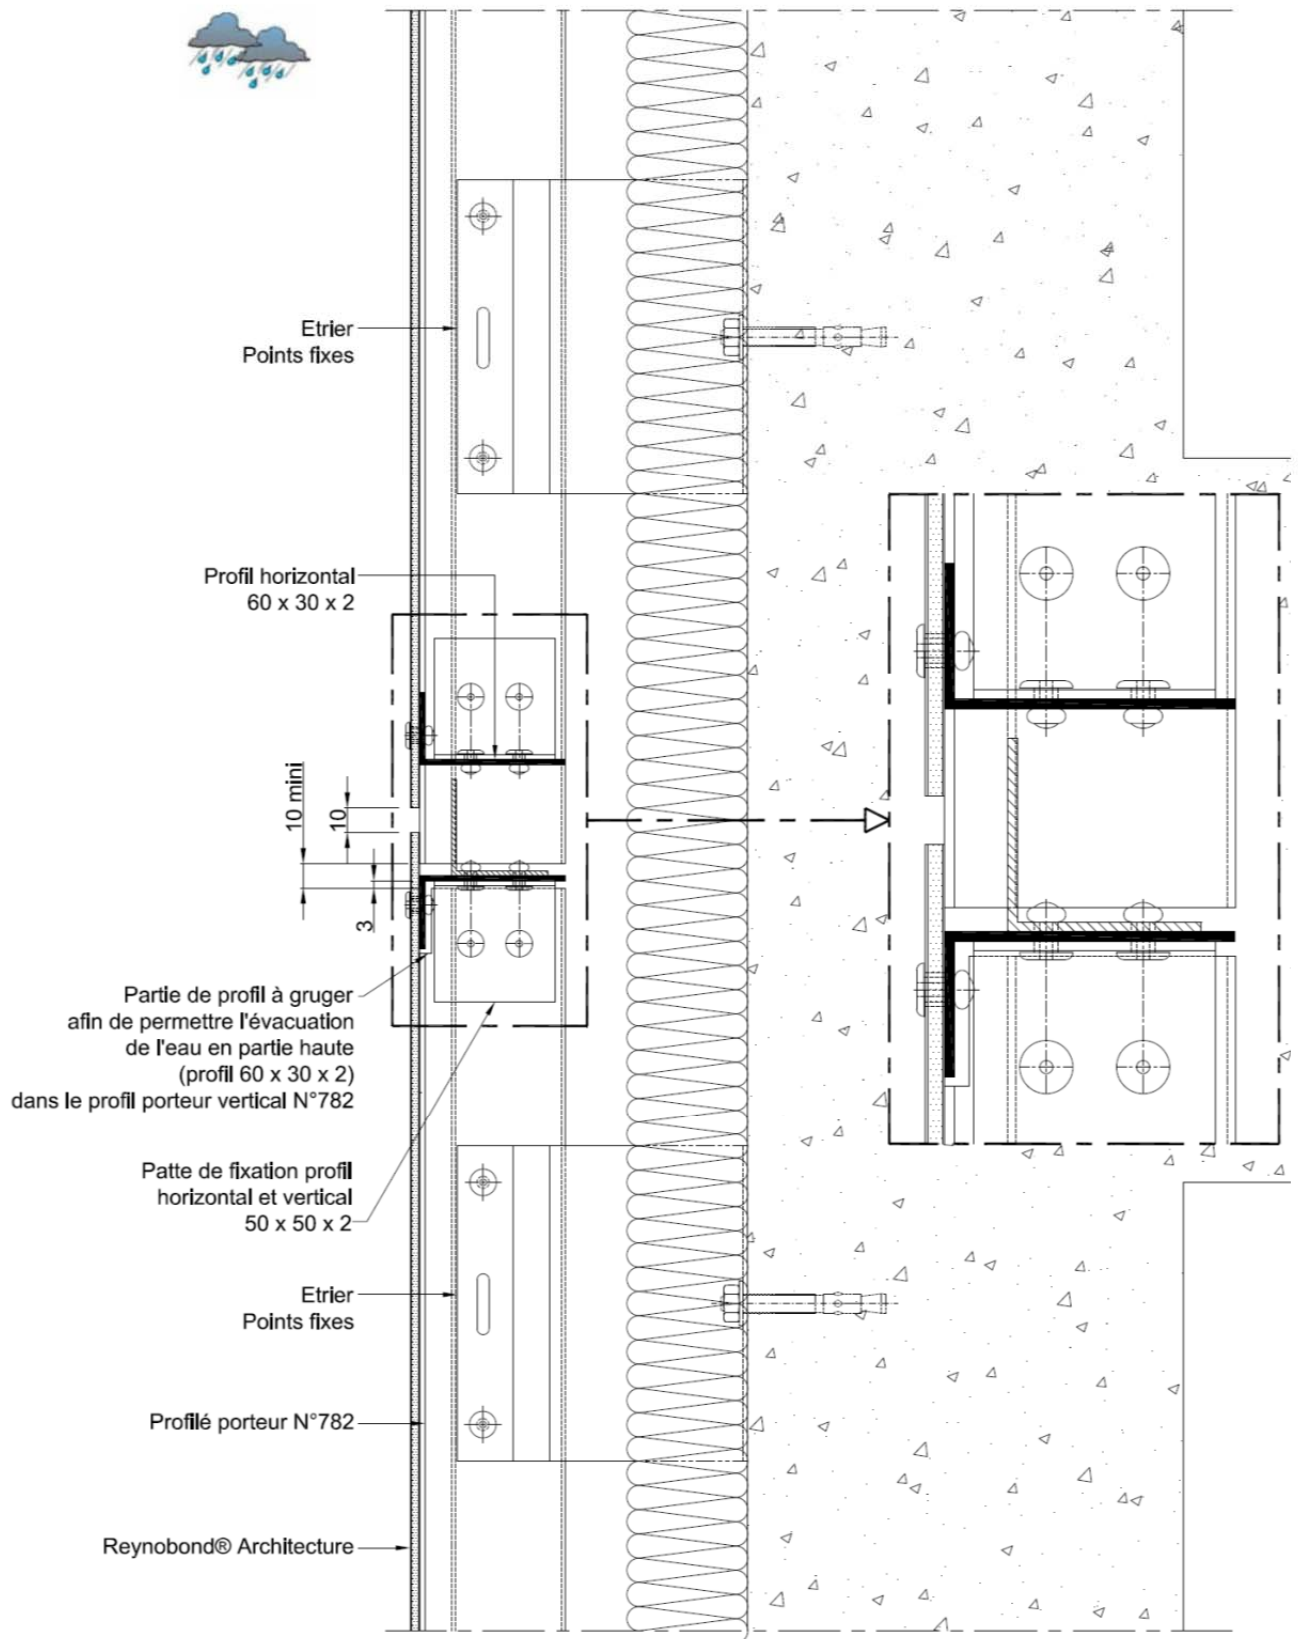 Etrier
Points fixes
Profil horizontal
60 x 30 x 2
10 mini
10
3
Partie de profil à gruger
afin de permettre l'évacuation
de l'eau en partie haute
(profil 60 x 30 x 2)
dans le profil porteur vertical N°782
Patte de fixation profil
horizontal et vertical
50 x 50 x 2
Etrier
Points fixes
Profilé porteur N°782
Reynobond® Architecture